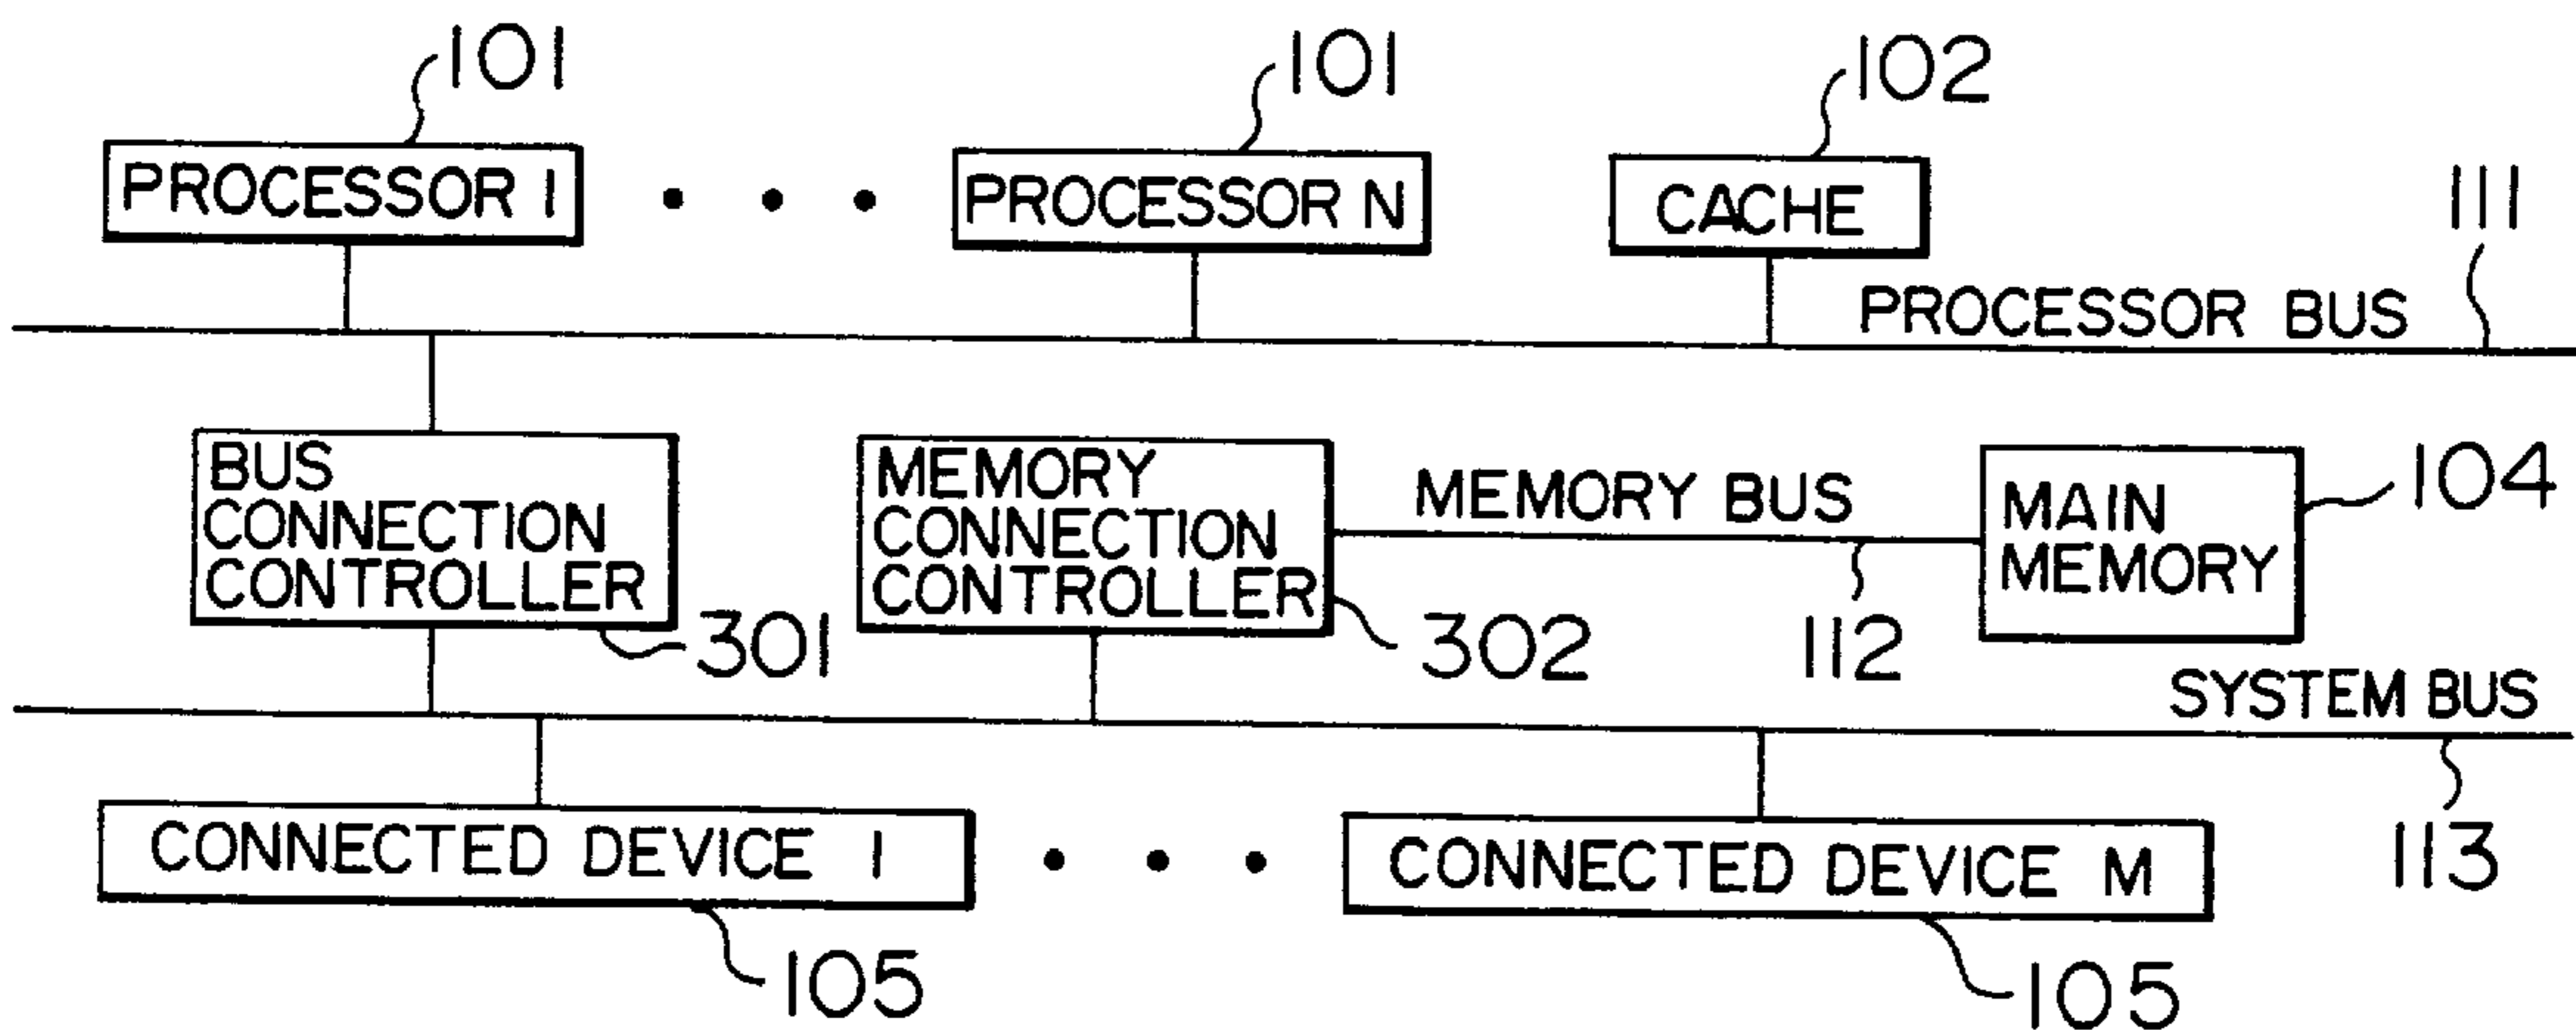 101
101
102
PROCESSOR 1
PROCESSOR N
CACHE
111
PROCESSOR BUS
BUS
CONNECTION
CONTROLLER
301
MEMORY
CONNECTION
CONTROLLER
302
MEMORY BUS
112
MAIN
MEMORY
104
SYSTEM BUS
113
CONNECTED DEVICE 1
CONNECTED DEVICE M
105
105